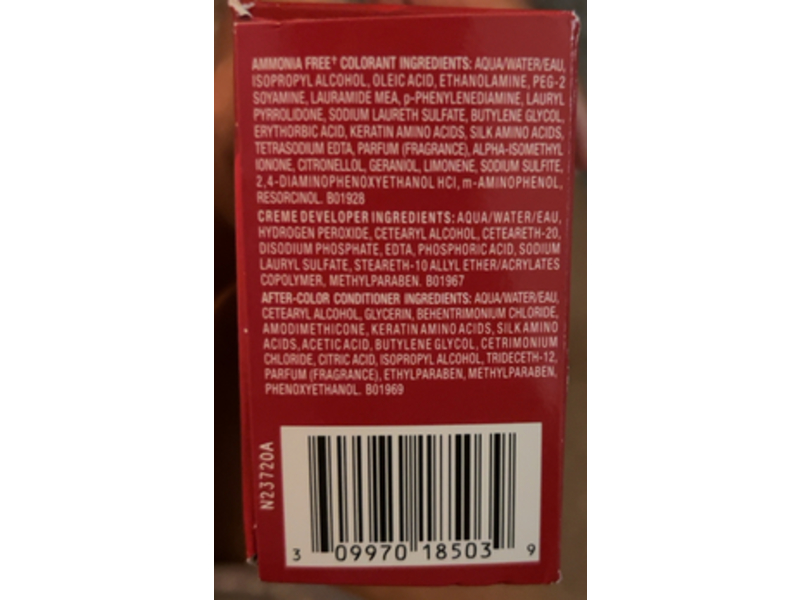 AMMONIA FREE† COLORANT INGREDIENTS: AQUA/WATER/EAU,
ISOPROPYL ALCOHOL, OLEIC ACID, ETHANOLAMINE, PEG-2
SOYAMINE, LAURAMIDE MEA, p-PHENYLENEDIAMINE, LAURYL
PYRROLIDONE, SODIUM LAURETH SULFATE, BUTYLENE GLYCOL,
ERYTHORBIC ACID, KERATIN AMINO ACIDS, SILK AMINO ACIDS,
TETRASODIUM EDTA, PARFUM (FRAGRANCE), ALPHA-ISOMETHYL
IONONE, CITRONELLOL, GERANIOL, LIMONENE, SODIUM SULFITE,
2,4-DIAMINOPHENOXYETHANOL HCl, m-AMINOPHENOL,
RESORCINOL. B01928
CREME DEVELOPER INGREDIENTS: AQUA/WATER/EAU,
HYDROGEN PEROXIDE, CETEARYL ALCOHOL, CETEARETH-20,
DISODIUM PHOSPHATE, EDTA, PHOSPHORIC ACID, SODIUM
LAURYL SULFATE, STEARETH-10 ALLYL ETHER/ACRYLATES
COPOLYMER, METHYLPARABEN. B01967
AFTER-COLOR CONDITIONER INGREDIENTS: AQUA/WATER/EAU,
CETEARYL ALCOHOL, GLYCERIN, BEHENTRIMONIUM CHLORIDE,
AMODIMETHICONE, KERATIN AMINO ACIDS, SILK AMINO
ACIDS, ACETIC ACID, BUTYLENE GLYCOL, CETRIMONIUM
CHLORIDE, CITRIC ACID, ISOPROPYL ALCOHOL, TRIDECETH-12,
PARFUM (FRAGRANCE), ETHYLPARABEN, METHYLPARABEN,
PHENOXYETHANOL. B01969
N23720A
3 09970 18503 9